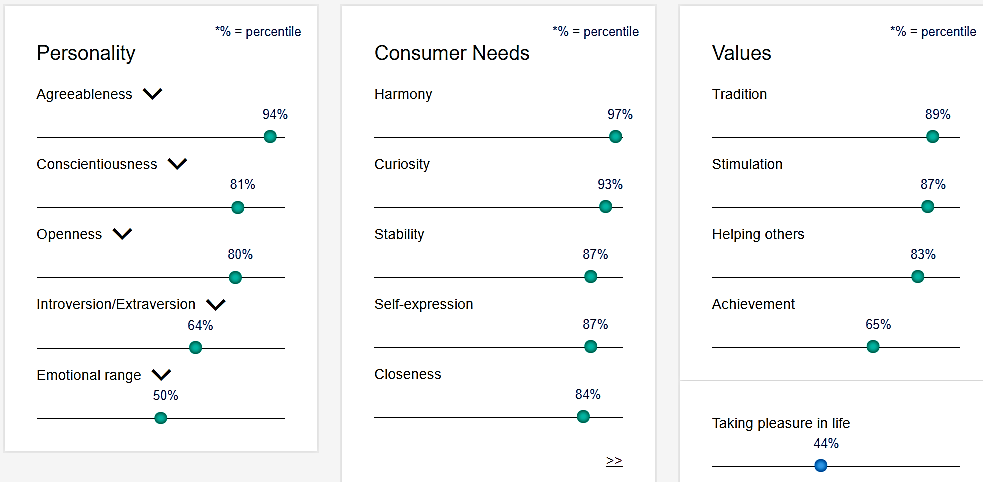 *% = percentile
Personality
Agreeableness
94%
Conscientiousness
81%
Openness
80%
Introversion/Extraversion
64%
Emotional range
50%
*% = percentile
Consumer Needs
Harmony
97%
Curiosity
93%
Stability
87%
Self-expression
87%
Closeness
84%
>>
*% = percentile
Values
Tradition
89%
Stimulation
87%
Helping others
83%
Achievement
65%
Taking pleasure in life
44%